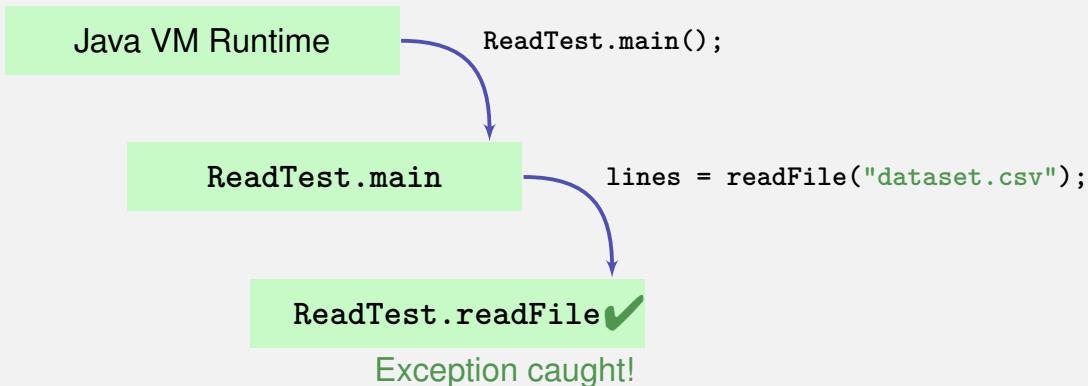 Java VM Runtime
ReadTest.main();
ReadTest.main
lines = readFile("dataset.csv");
ReadTest.readFile✔
Exception caught!